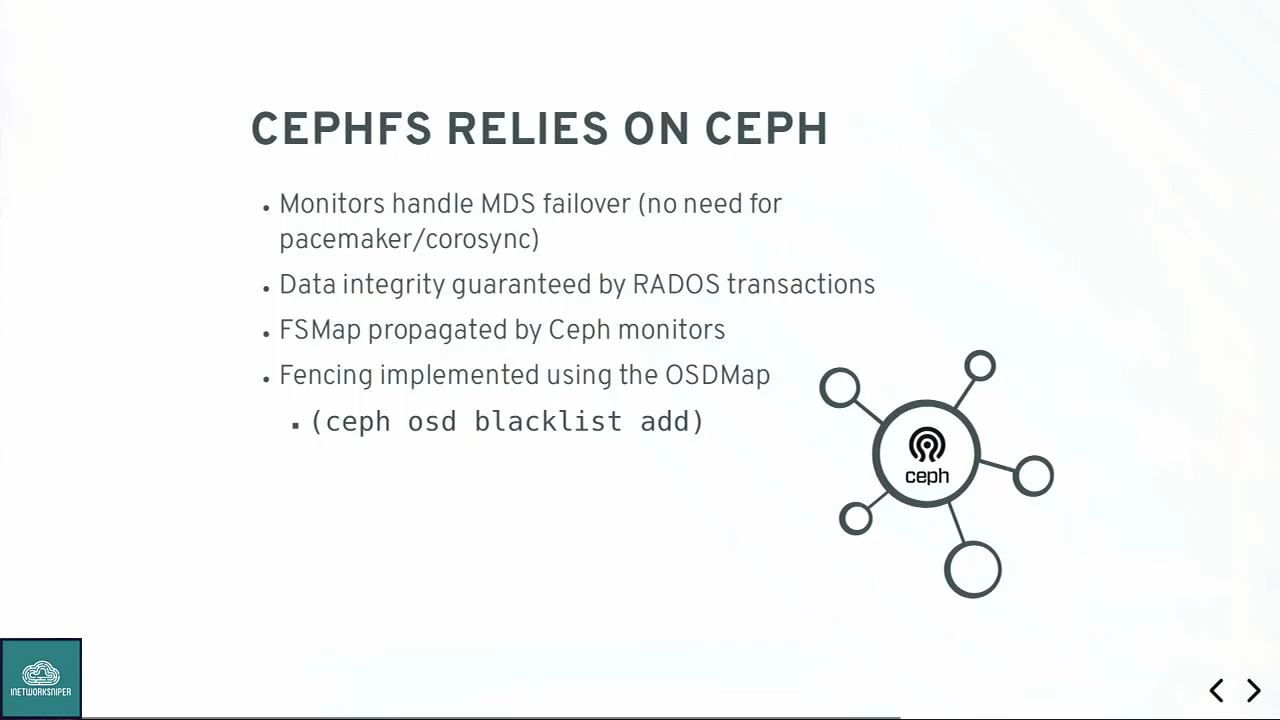 CEPHFS RELIES ON CEPH
• Monitors handle MDS failover (no need for
pacemaker/corosync)
• Data integrity guaranteed by RADOS transactions
• FSMap propagated by Ceph monitors
• Fencing implemented using the OSDMap
▪ (ceph osd blacklist add)
ceph
INETWORKSNIPER